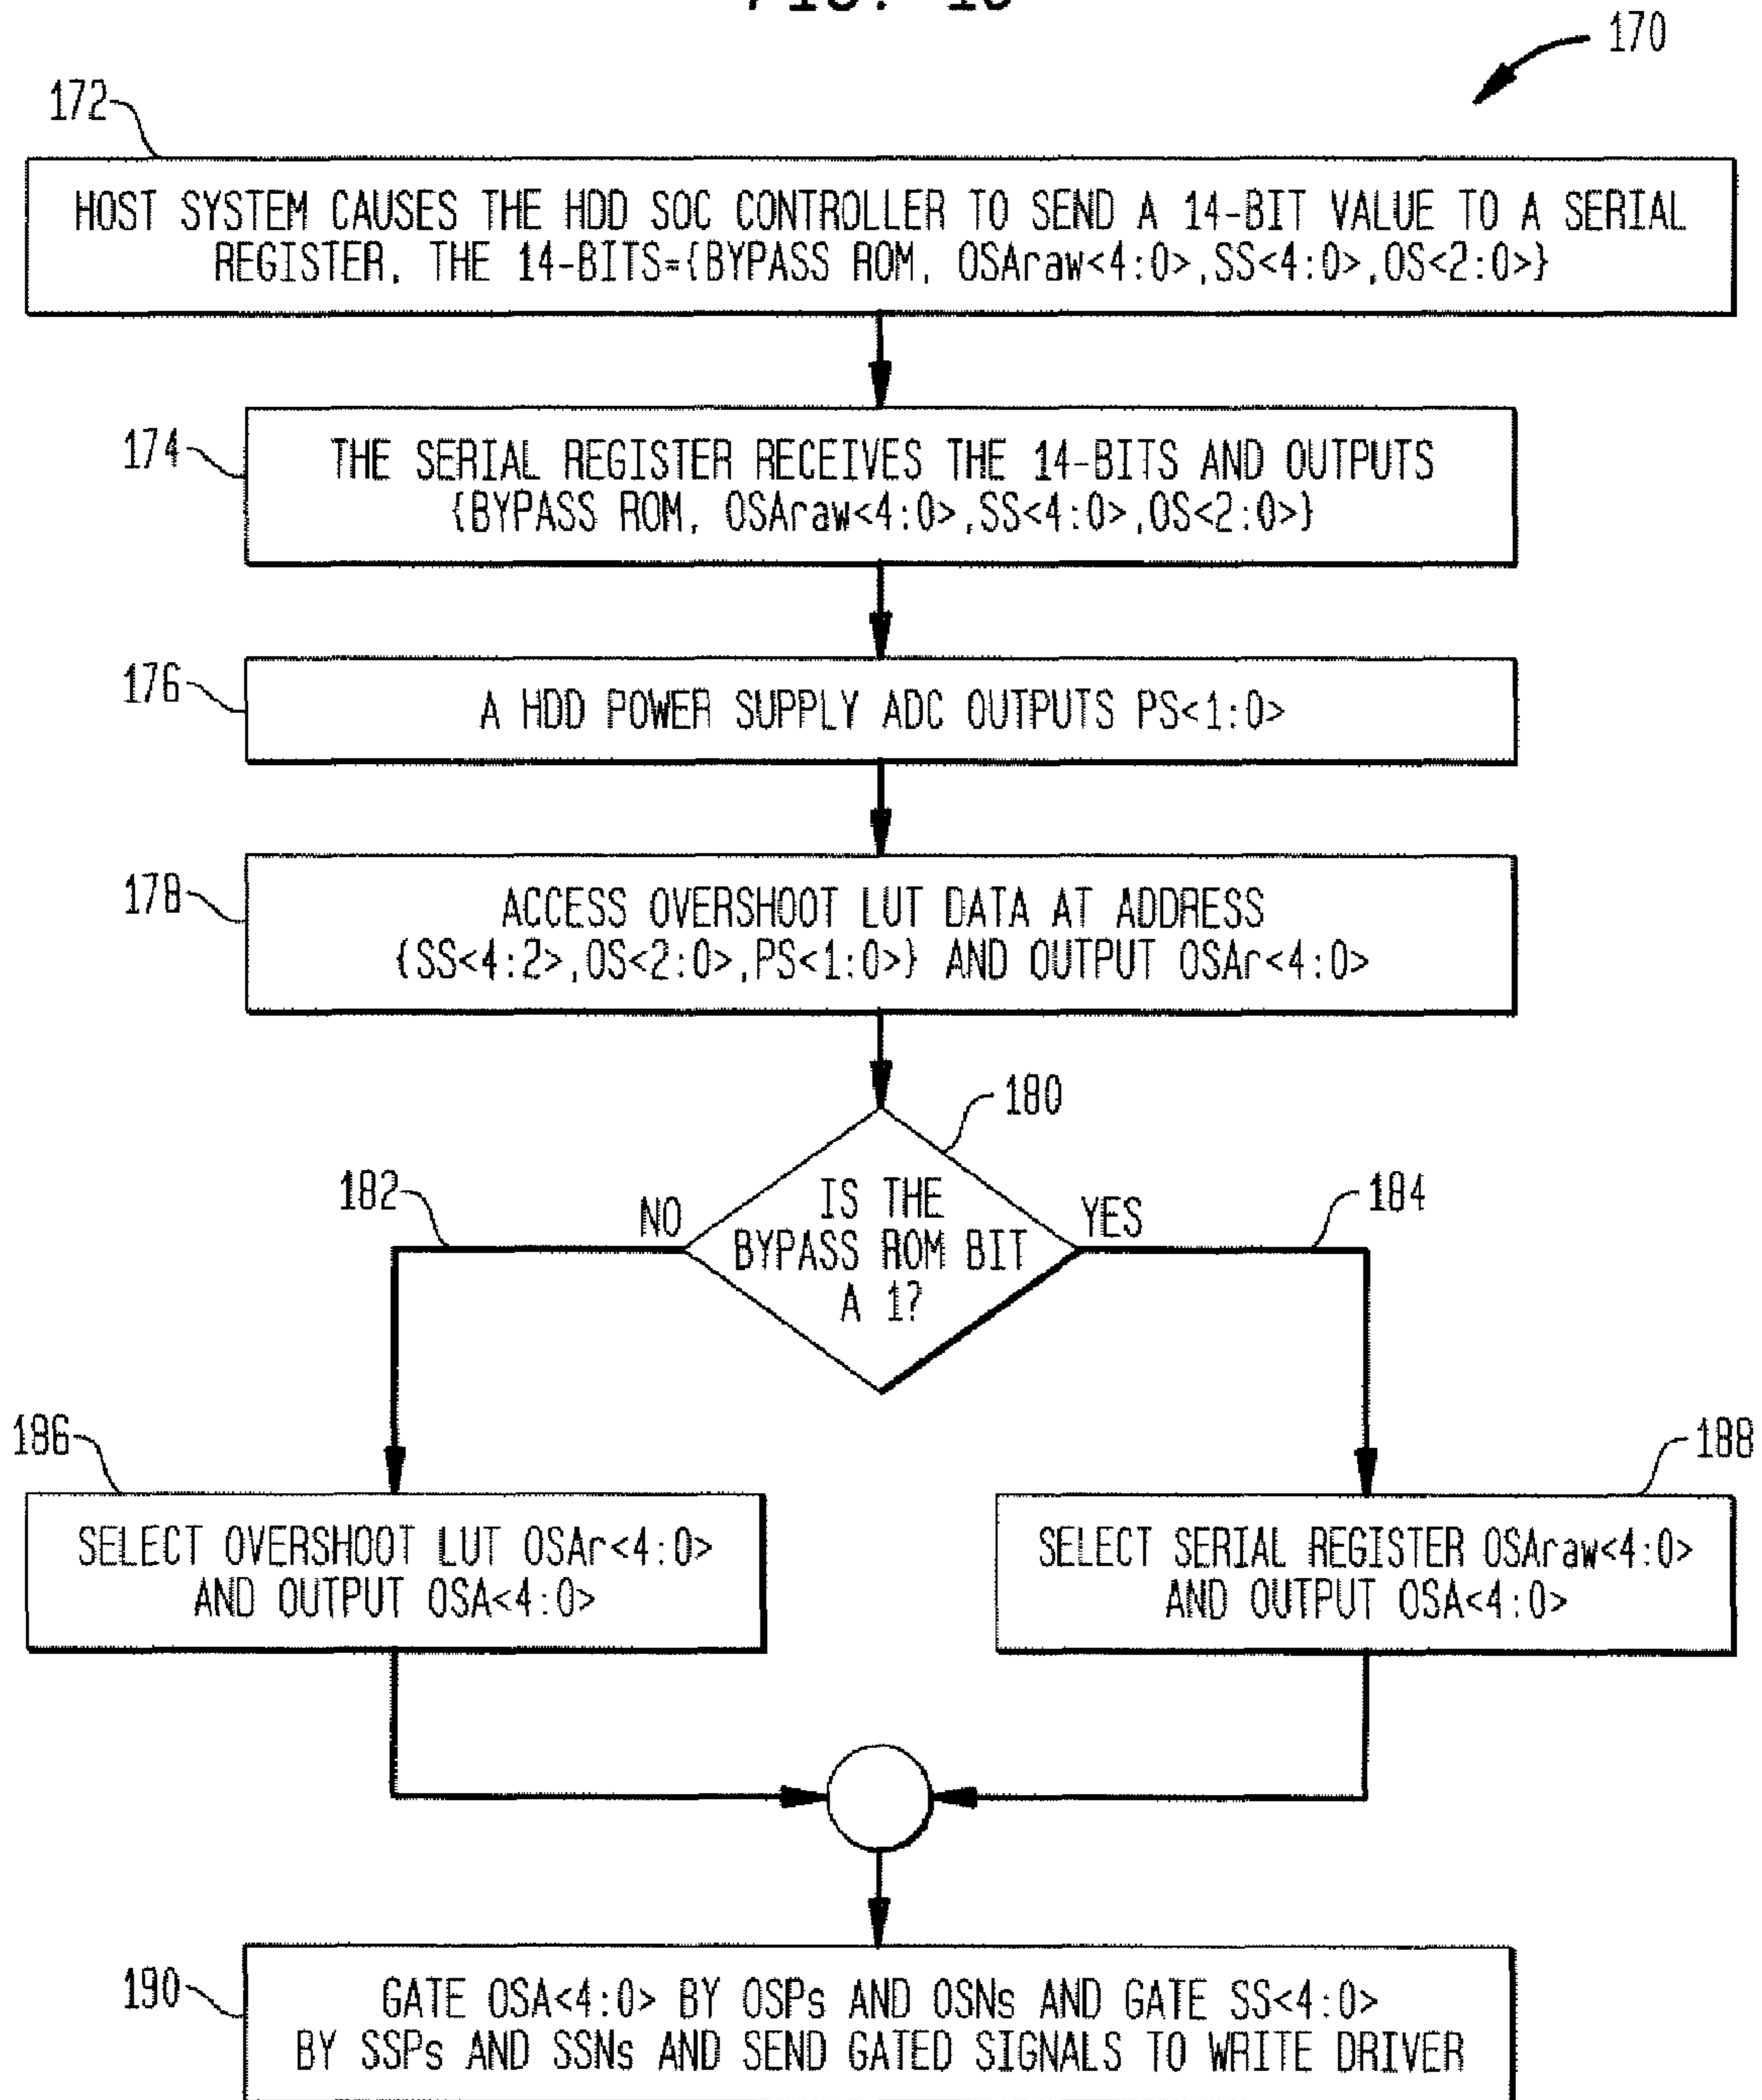 170
172
HOST SYSTEM CAUSES THE HDD SOC CONTROLLER TO SEND A 14-BIT VALUE TO A SERIAL
REGISTER, THE 14-BITS={BYPASS ROM, OSAraw<4:0>,SS<4:0>,OS<2:0>}
174
THE SERIAL REGISTER RECEIVES THE 14-BITS AND OUTPUTS
{BYPASS ROM, OSAraw<4:0>,SS<4:0>,OS<2:0>}
176
A HDD POWER SUPPLY ADC OUTPUTS PS<1:0>
178
ACCESS OVERSHOOT LUT DATA AT ADDRESS
{SS<4:2>,OS<2:0>,PS<1:0>} AND OUTPUT OSAr<4:0>
180
182
NO
IS THE
BYPASS ROM BIT
A 1?
YES
184
186
SELECT OVERSHOOT LUT OSAr<4:0>
AND OUTPUT OSA<4:0>
188
SELECT SERIAL REGISTER OSAraw<4:0>
AND OUTPUT OSA<4:0>
190
GATE OSA<4:0> BY OSPs AND OSNs AND GATE SS<4:0>
BY SSPs AND SSNs AND SEND GATED SIGNALS TO WRITE DRIVER